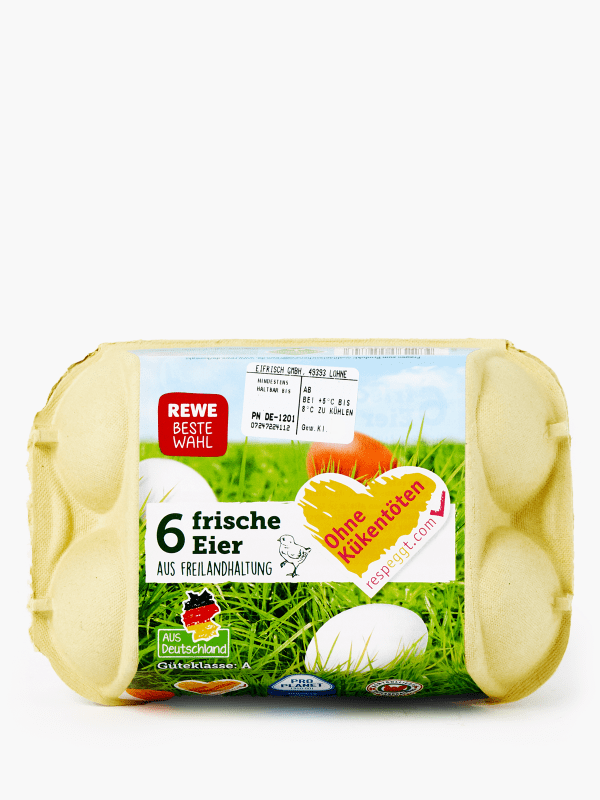 EIFRISCH GMBH, 49393 LOHNE
MINDESTENS
HALTBAR BIS
AB
BEI +5°C BIS
8°C ZU KÜHLEN
PN DE-1201
07247224112
Gew.Kl.
REWE
BESTE
WAHL
6 frische
Eier
AUS FREILANDHALTUNG
Ohne
Kükentöten
respeggt.com
AUS
Deutschland
Güteklasse: A
PRO
PLANET